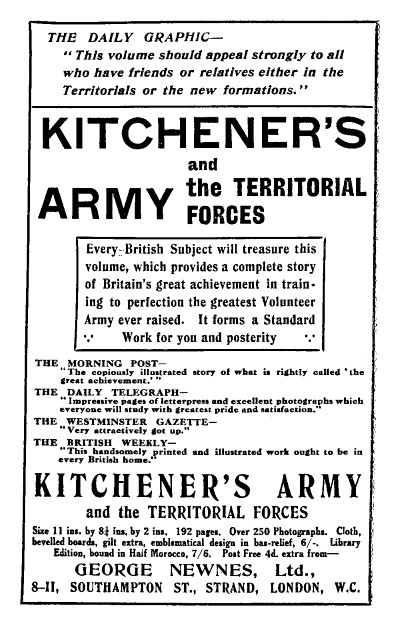 THE DAILY GRAPHIC—
"This volume should appeal strongly to all
who have friends or relatives either in the
Territorials or the new formations."
KITCHENER'S
and
ARMY the TERRITORIAL
FORCES
Every British Subject will treasure this
volume, which provides a complete story
of Britain's great achievement in train-
ing to perfection the greatest Volunteer
Army ever raised. It forms a Standard
Work for you and posterity
THE MORNING POST—
"The copiously illustrated story of what is rightly called 'the
great achievement.'"
THE DAILY TELEGRAPH—
"Impressive pages of letterpress and excellent photographs which
everyone will study with greatest pride and satisfaction."
THE WESTMINSTER GAZETTE—
"Very attractively got up."
THE BRITISH WEEKLY—
"This handsomely printed and illustrated work ought to be in
every British home."
KITCHENER'S ARMY
and the TERRITORIAL FORCES
Size 11 ins. by 8¼ ins. by 2 ins. 192 pages. Over 250 Photographs. Cloth,
bevelled boards, gilt extra, emblematical design in bas-relief, 6/-. Library
Edition, bound in Half Morocco, 7/6. Post Free 4d. extra from—
GEORGE NEWNES, Ltd.,
8-11, SOUTHAMPTON ST., STRAND, LONDON, W.C.